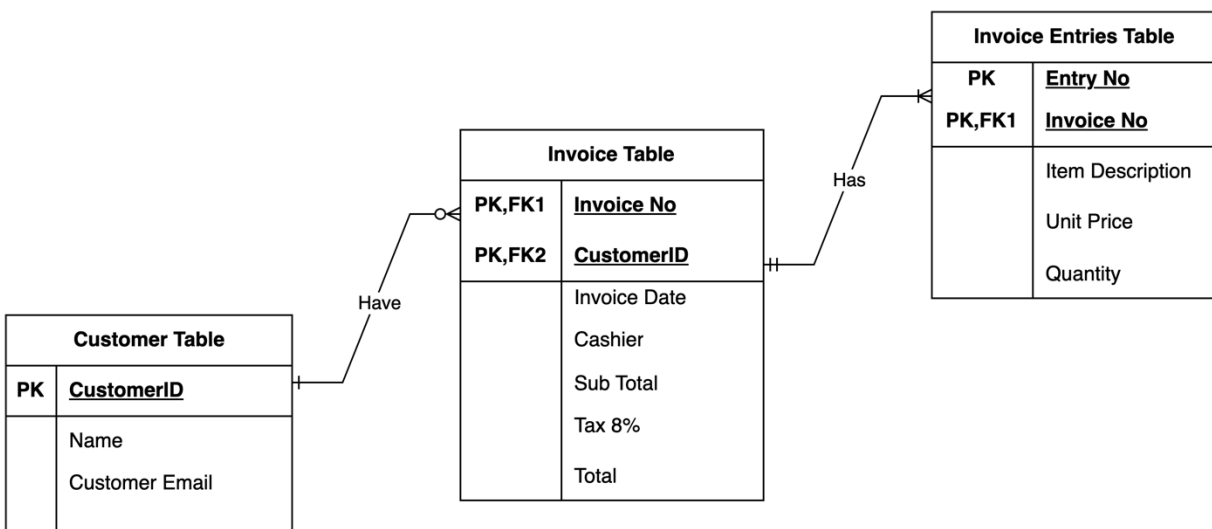 Invoice Entries Table
PK Entry No
PK,FK1 Invoice No
Item Description
Unit Price
Quantity
Has
Invoice Table
PK,FK1 Invoice No
PK,FK2 CustomerID
Invoice Date
Cashier
Sub Total
Tax 8%
Total
Have
Customer Table
PK CustomerID
Name
Customer Email